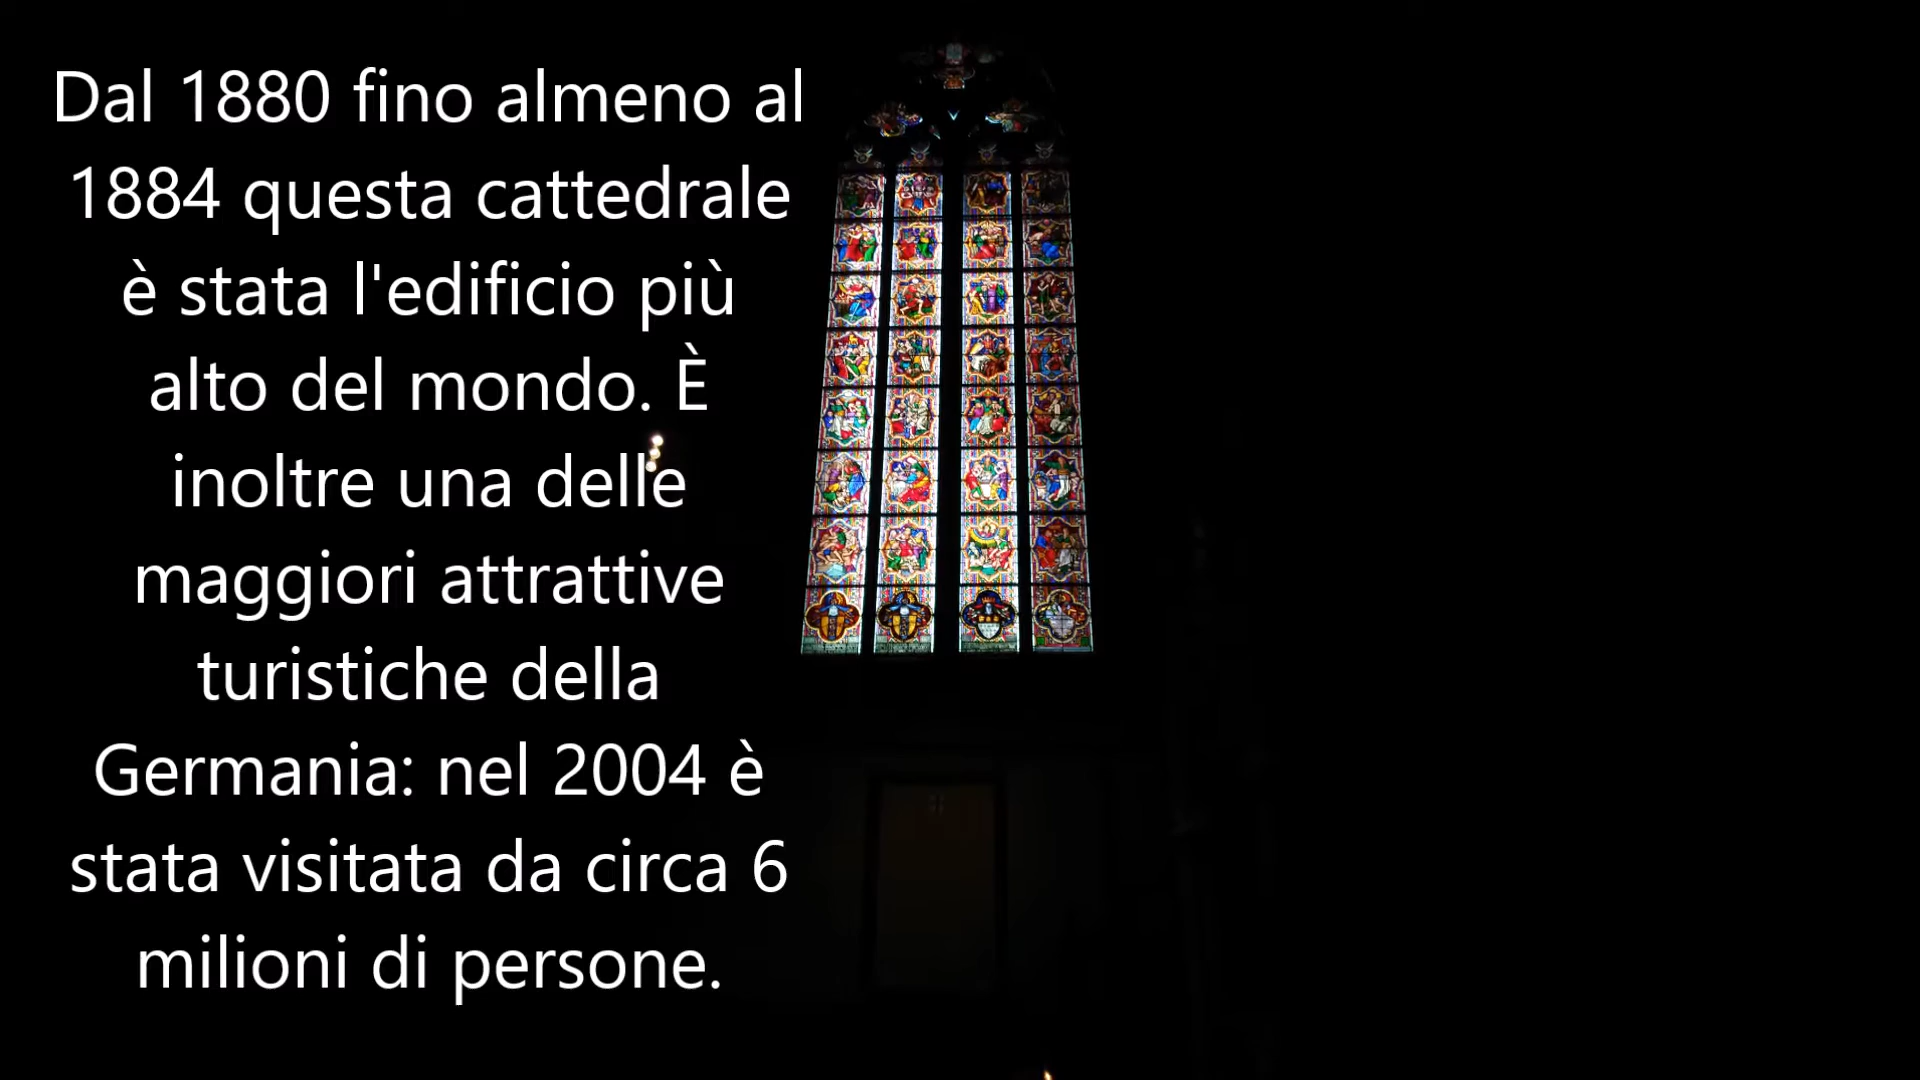 Dal 1880 fino almeno al
1884 questa cattedrale
è stata l'edificio più
alto del mondo. È
inoltre una delle
maggiori attrattive
turistiche della
Germania: nel 2004 è
stata visitata da circa 6
milioni di persone.